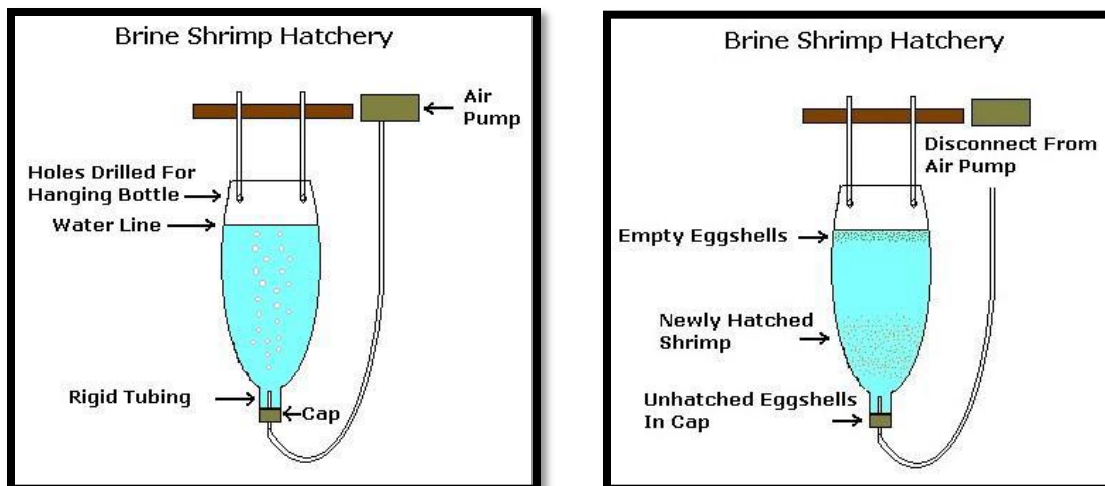 Brine Shrimp Hatchery
Air
Pump
Holes Drilled For
Hanging Bottle
Water Line
Rigid Tubing
Cap
Brine Shrimp Hatchery
Disconnect From
Air Pump
Empty Eggshells
Newly Hatched
Shrimp
Unhatched Eggshells
In Cap